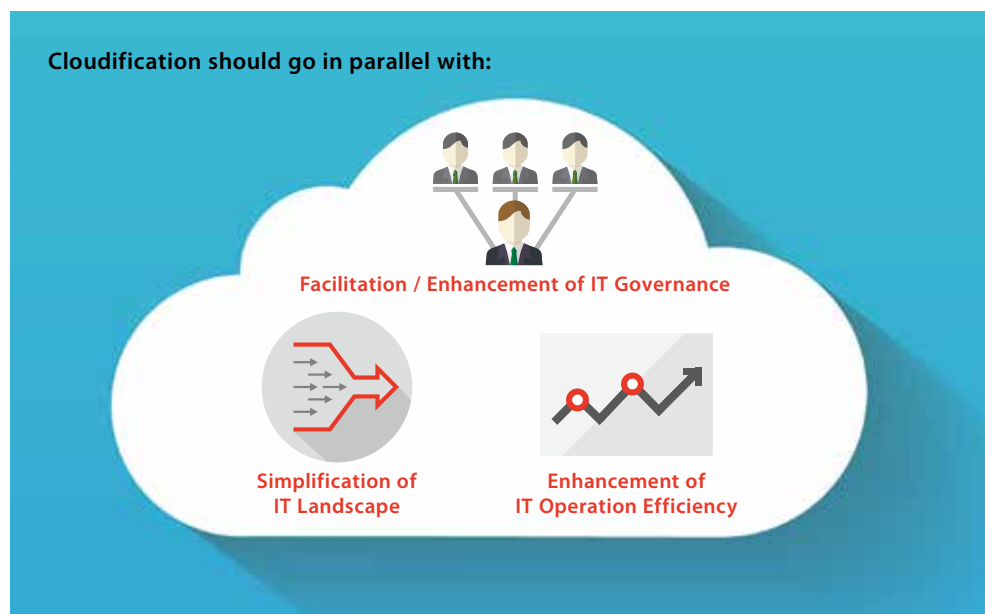 Cloudification should go in parallel with:
Facilitation / Enhancement of IT Governance
Simplification of
IT Landscape
Enhancement of
IT Operation Efficiency